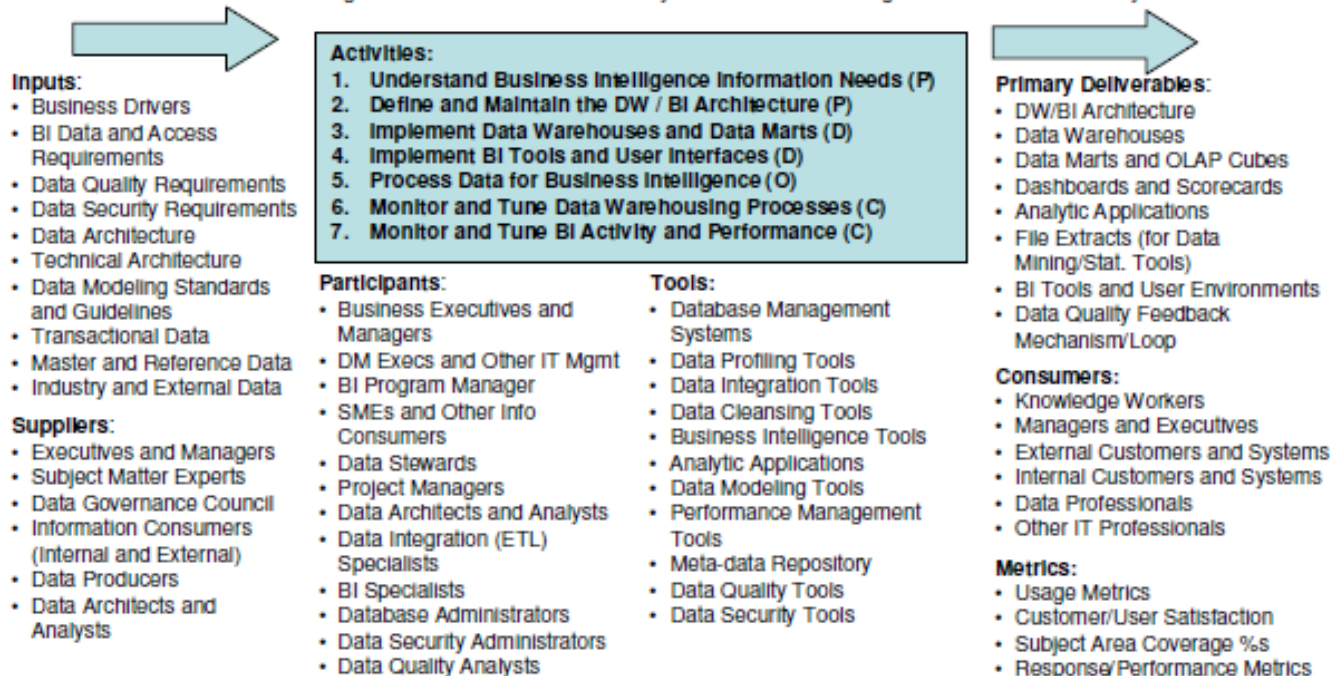 Inputs:
• Business Drivers
• BI Data and Access
Requirements
• Data Quality Requirements
• Data Security Requirements
• Data Architecture
• Technical Architecture
• Data Modeling Standards
and Guidelines
• Transactional Data
• Master and Reference Data
• Industry and External Data
Suppliers:
• Executives and Managers
• Subject Matter Experts
• Data Governance Council
• Information Consumers
(Internal and External)
• Data Producers
• Data Architects and
Analysts
Activities:
1. Understand Business Intelligence Information Needs (P)
2. Define and Maintain the DW / BI Architecture (P)
3. Implement Data Warehouses and Data Marts (D)
4. Implement BI Tools and User Interfaces (D)
5. Process Data for Business Intelligence (O)
6. Monitor and Tune Data Warehousing Processes (C)
7. Monitor and Tune BI Activity and Performance (C)
Participants:
• Business Executives and
Managers
• DM Execs and Other IT Mgmt
• BI Program Manager
• SMEs and Other Info
Consumers
• Data Stewards
• Project Managers
• Data Architects and Analysts
• Data Integration (ETL)
Specialists
• BI Specialists
• Database Administrators
• Data Security Administrators
• Data Quality Analysts
Tools:
• Database Management
Systems
• Data Profiling Tools
• Data Integration Tools
• Data Cleansing Tools
• Business Intelligence Tools
• Analytic Applications
• Data Modeling Tools
• Performance Management
Tools
• Meta-data Repository
• Data Quality Tools
• Data Security Tools
Primary Deliverables:
• DW/BI Architecture
• Data Warehouses
• Data Marts and OLAP Cubes
• Dashboards and Scorecards
• Analytic Applications
• File Extracts (for Data
Mining/Stat. Tools)
• BI Tools and User Environments
• Data Quality Feedback
Mechanism/Loop
Consumers:
• Knowledge Workers
• Managers and Executives
• External Customers and Systems
• Internal Customers and Systems
• Data Professionals
• Other IT Professionals
Metrics:
• Usage Metrics
• Customer/User Satisfaction
• Subject Area Coverage %s
• Response/Performance Metrics